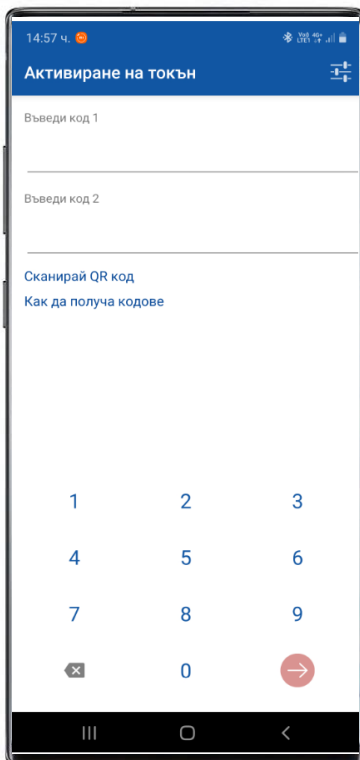 14:57 ч.
Активиране на токън
Въведи код 1
Въведи код 2
Сканирай QR код
Как да получа кодове
1 2 3
4 5 6
7 8 9
0